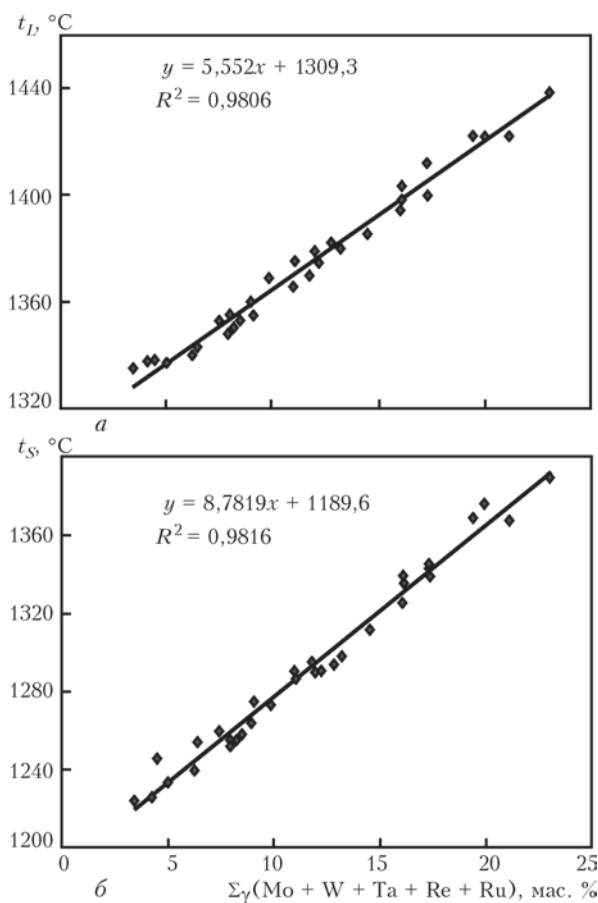 t_L, °C
y = 5,552x + 1309,3
R² = 0,9806
1440
1400
1360
1320
а
t_S, °C
y = 8,7819x + 1189,6
R² = 0,9816
1360
1320
1280
1240
1200
0 5 10 15 20 25
б Σγ(Mo + W + Ta + Re + Ru), мас. %